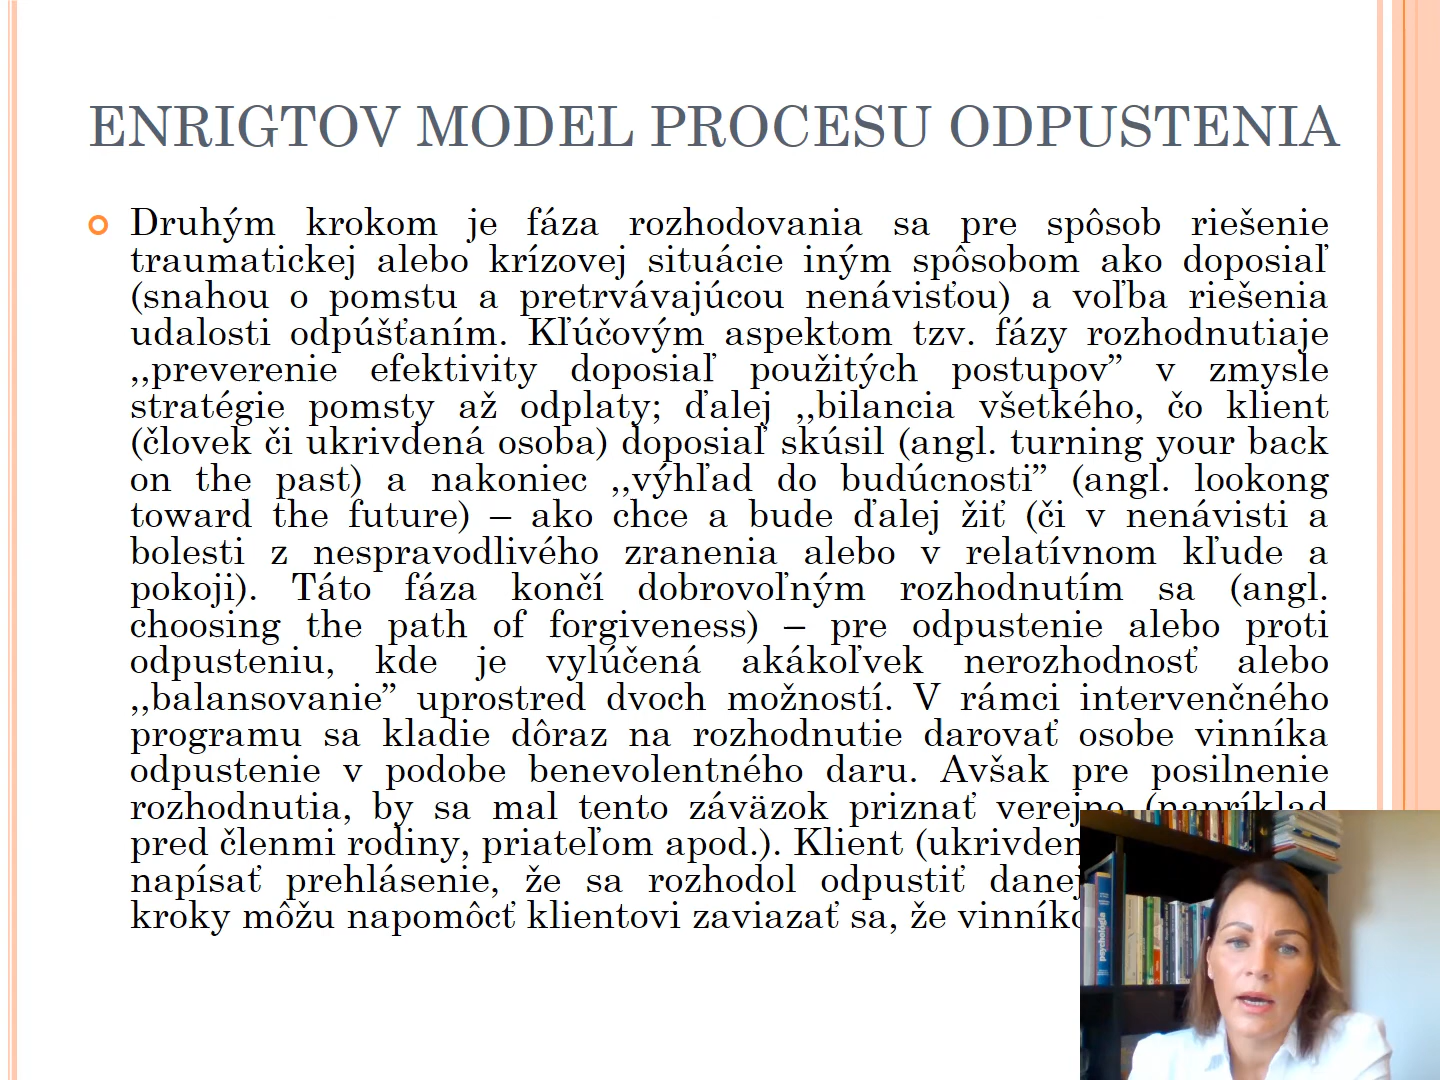 ENRIGTOV MODEL PROCESU ODPUSTENIA
Druhým krokom je fáza rozhodovania sa pre spôsob riešenie
traumatickej alebo krízovej situácie iným spôsobom ako doposiaľ
(snahou o pomstu a pretrvávajúcou nenávisťou) a voľba riešenia
udalosti odpúšťaním. Kľúčovým aspektom tzv. fázy rozhodnutiaje
,,preverenie efektivity doposiaľ použitých postupov” v zmysle
stratégie pomsty až odplaty; ďalej ,,bilancia všetkého, čo klient
(človek či ukrivdená osoba) doposiaľ skúsil (angl. turning your back
on the past) a nakoniec ,,výhľad do budúcnosti” (angl. lookong
toward the future) – ako chce a bude ďalej žiť (či v nenávisti a
bolesti z nespravodlivého zranenia alebo v relatívnom kľude a
pokoji). Táto fáza končí dobrovoľným rozhodnutím sa (angl.
choosing the path of forgiveness) – pre odpustenie alebo proti
odpusteniu, kde je vylúčená akákoľvek nerozhodnosť alebo
,,balansovanie” uprostred dvoch možností. V rámci intervenčného
programu sa kladie dôraz na rozhodnutie darovať osobe vinníka
odpustenie v podobe benevolentného daru. Avšak pre posilnenie
rozhodnutia, by sa mal tento záväzok priznať verejne (napríklad
pred členmi rodiny, priateľom apod.). Klient (ukrivden
napísať prehlásenie, že sa rozhodol odpustiť danej
kroky môžu napomôcť klientovi zaviazať sa, že vinníko
psychológia